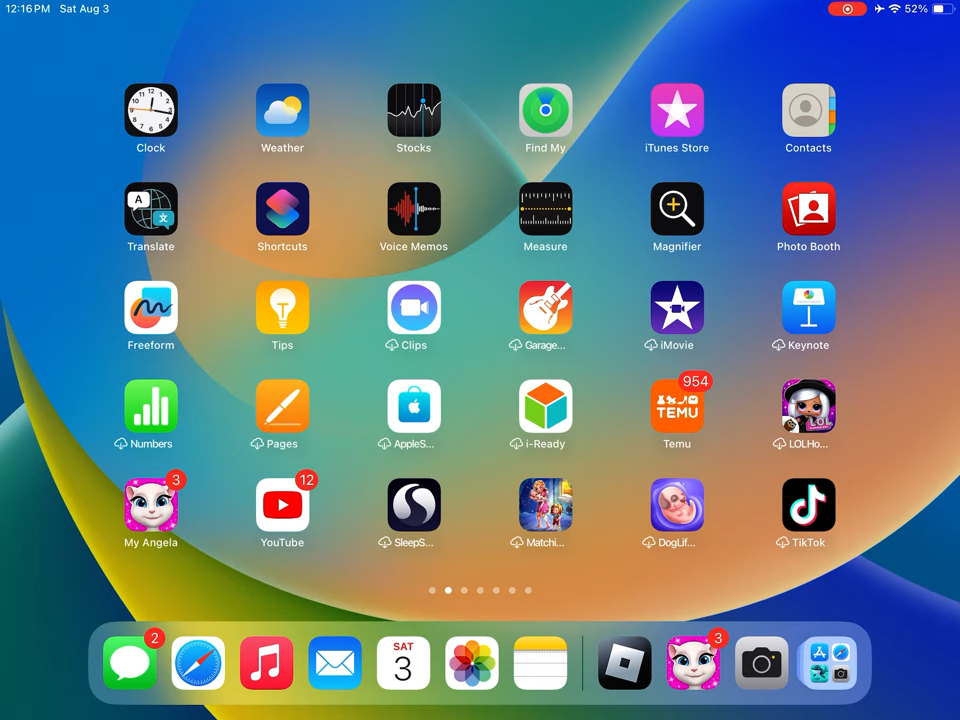 12:16 PM Sat Aug 3
52%
Clock
Weather
Stocks
Find My
iTunes Store
Contacts
Translate
Shortcuts
Voice Memos
Measure
Magnifier
Photo Booth
Freeform
Tips
Clips
Garage...
iMovie
Keynote
954
TEMU
LOL
Numbers
Pages
AppleS...
i-Ready
Temu
LOLHo...
3
12
My Angela
YouTube
SleepS...
Matchi...
DogLif...
TikTok
2
SAT
3
3